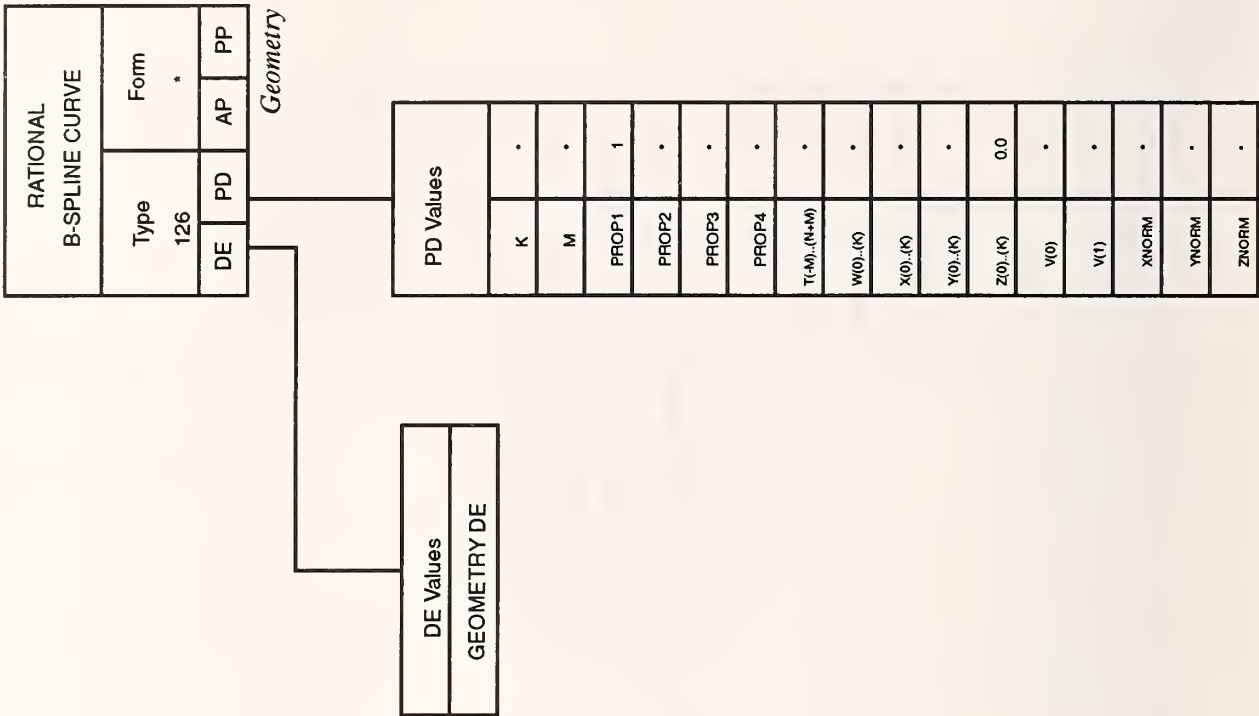 RATIONAL
B-SPLINE CURVE
Type
126
Form
*
DE PD AP PP
Geometry
DE Values
GEOMETRY DE
PD Values
K •
M •
PROP1 1
PROP2 •
PROP3 •
PROP4 •
T(-M)..(N+M) •
W(0)..(K) •
X(0)..(K) •
Y(0)..(K) •
Z(0)..(K) 0.0
V(0) •
V(1) •
XNORM •
YNORM •
ZNORM •